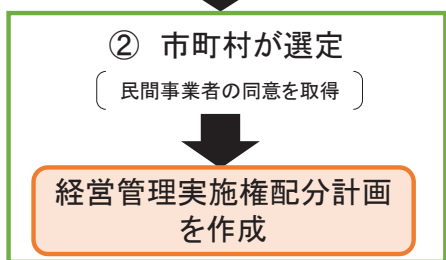 ② 市町村が選定
〔 民間事業者の同意を取得 〕
経営管理実施権配分計画
を作成